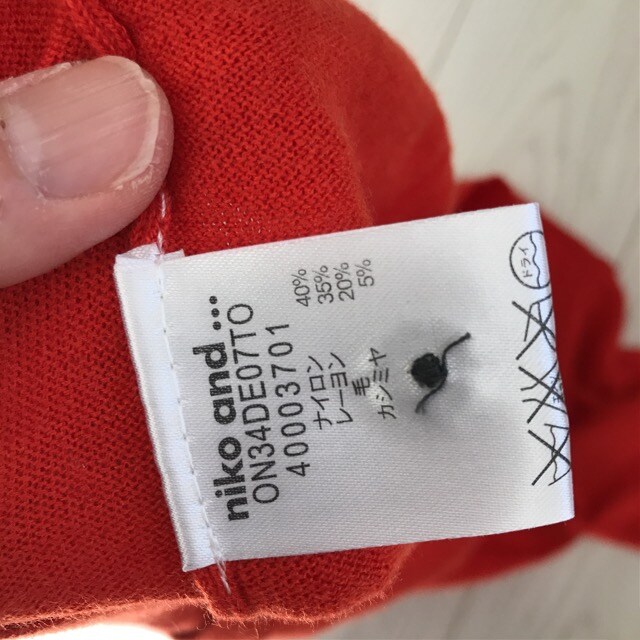 niko and ...
ON34DE07TO
40003701
ナイロン 40%
レーヨン 35%
毛 20%
カシミヤ 5%
ドライ